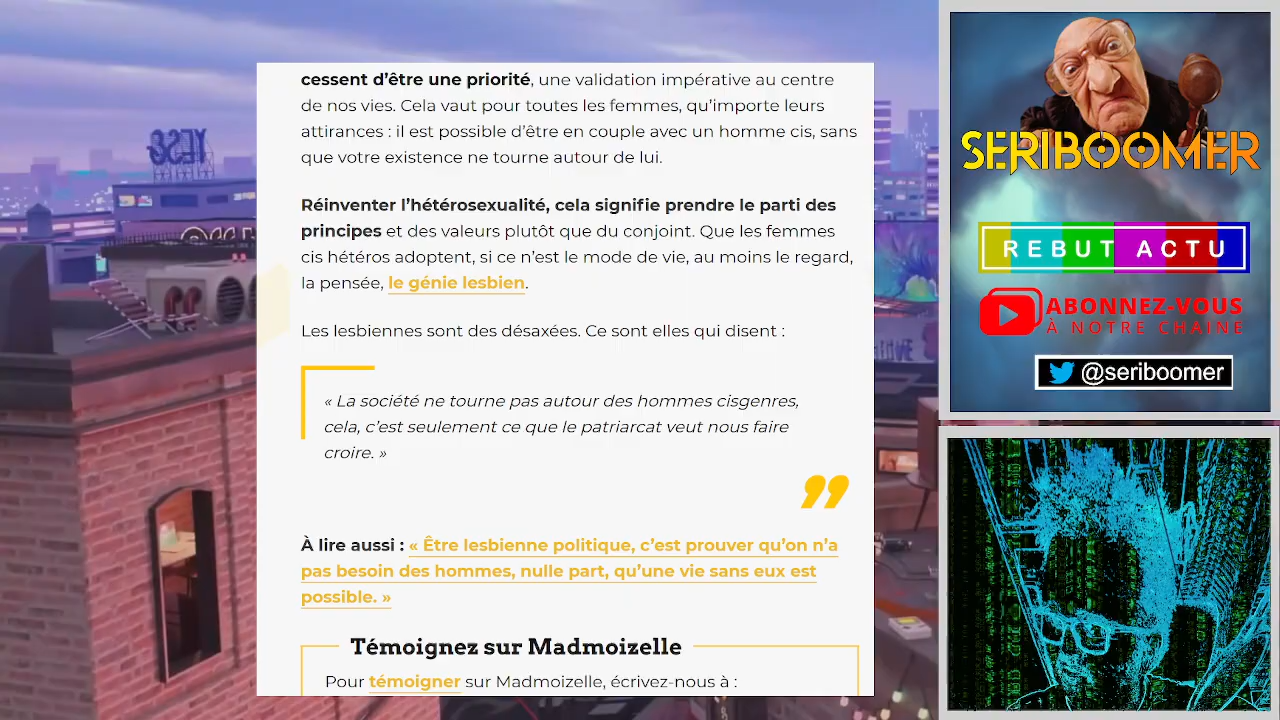 cessent d'être une priorité, une validation impérative au centre
de nos vies. Cela vaut pour toutes les femmes, qu'importe leurs
attirances : il est possible d'être en couple avec un homme cis, sans
que votre existence ne tourne autour de lui.
Réinventer l'hétérosexualité, cela signifie prendre le parti des
principes et des valeurs plutôt que du conjoint. Que les femmes
cis hétéro adoptent, si ce n'est le mode de vie, au moins le regard,
la pensée, le génie lesbien.
Les lesbiennes sont des désaxées. Ce sont elles qui disent :
« La société ne tourne pas autour des hommes cisgenres,
cela, c'est seulement ce que le patriarcat veut nous faire
croire. »
À lire aussi : « Être lesbienne politique, c'est prouver qu'on n'a
pas besoin des hommes, nulle part, qu'une vie sans eux est
possible. »
Témoignez sur Madmoizelle
Pour témoigner sur Madmoizelle, écrivez-nous à :
SERIBOOMER
REBUT ACTU
ABONNEZ-VOUS
À NOTRE CHAINE
@seriboomer